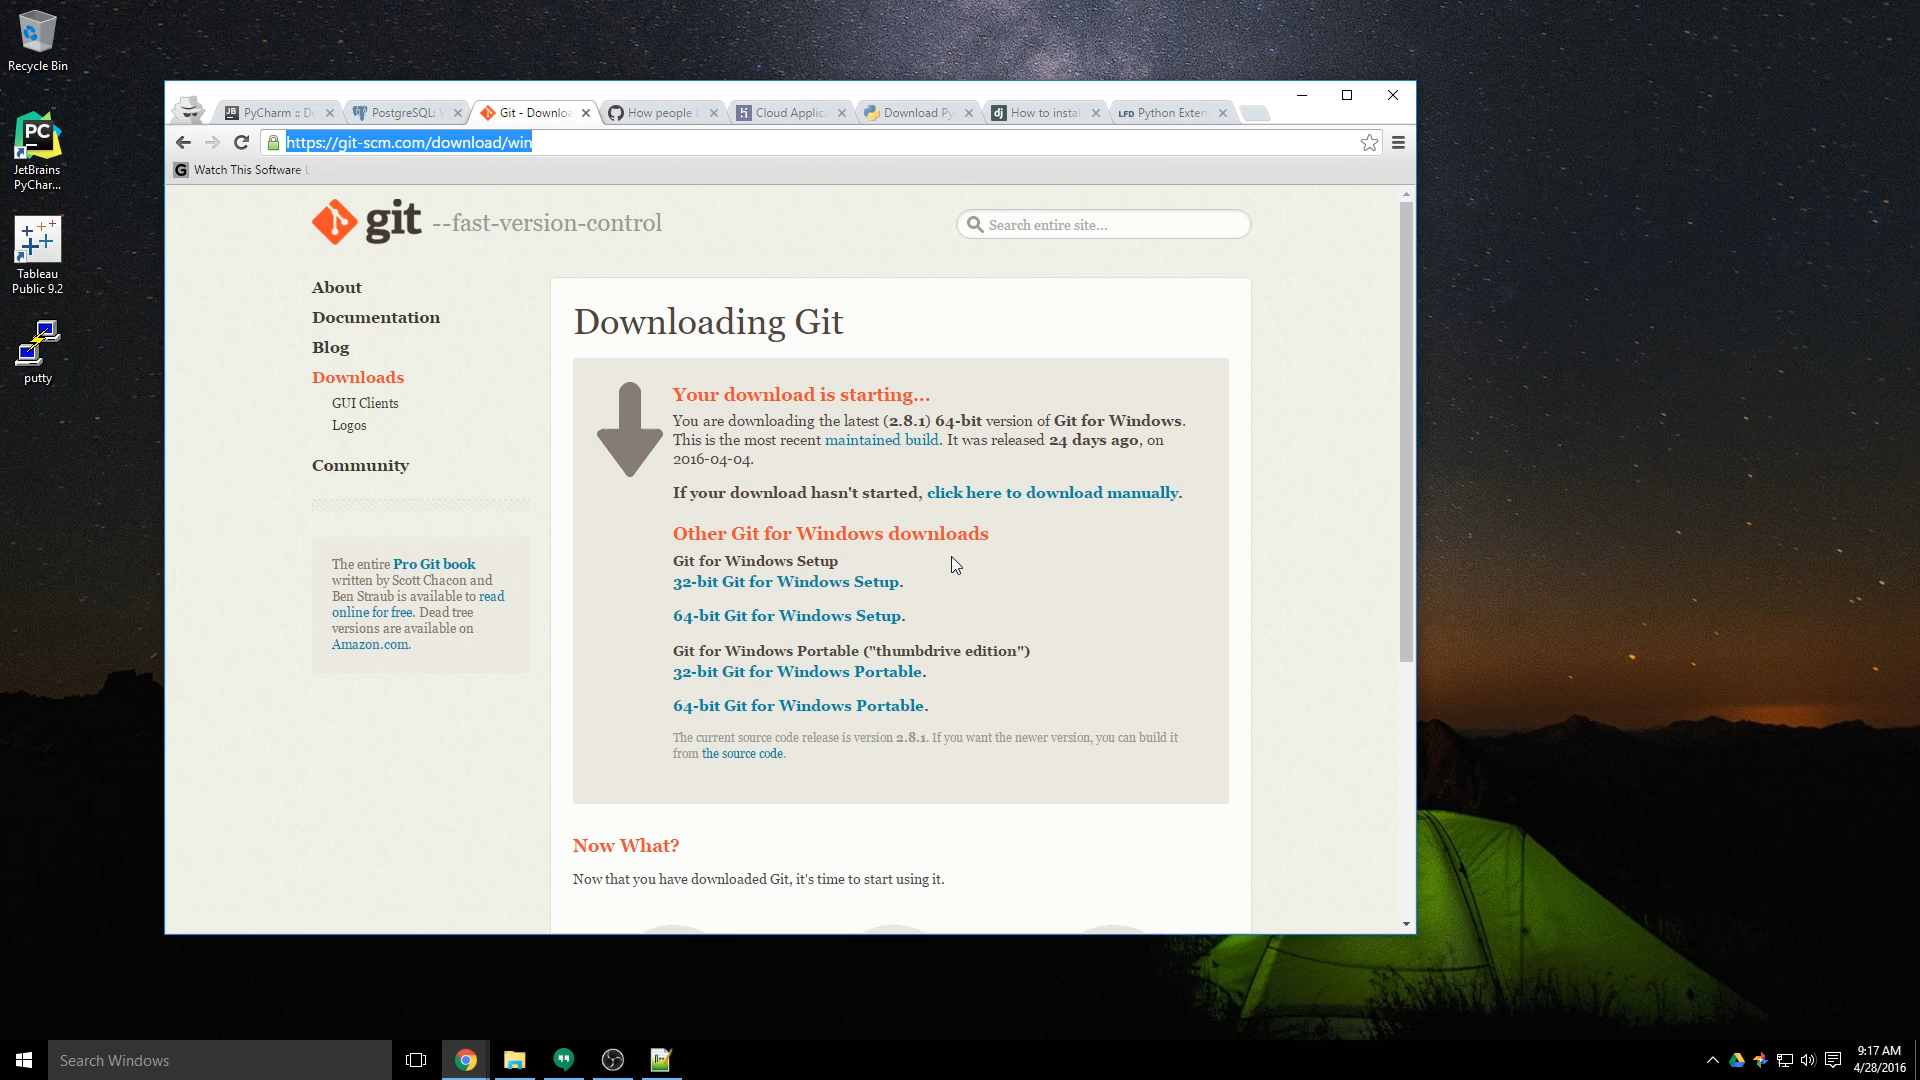 Recycle Bin
JetBrains
PyChar...
Tableau
Public 9.2
putty
PyCharm :: Do
PostgreSQL: W
Git - Downloa
How people b
Cloud Applica
Download Py
How to install
LFD Python Exten
https://git-scm.com/download/win
Watch This Software
git --fast-version-control
Search entire site...
About
Documentation
Blog
Downloads
GUI Clients
Logos
Community
The entire Pro Git book
written by Scott Chacon and
Ben Straub is available to read
online for free. Dead tree
versions are available on
Amazon.com.
Downloading Git
Your download is starting...
You are downloading the latest (2.8.1) 64-bit version of Git for Windows.
This is the most recent maintained build. It was released 24 days ago, on
2016-04-04.
If your download hasn't started, click here to download manually.
Other Git for Windows downloads
Git for Windows Setup
32-bit Git for Windows Setup.
64-bit Git for Windows Setup.
Git for Windows Portable ("thumbdrive edition")
32-bit Git for Windows Portable.
64-bit Git for Windows Portable.
The current source code release is version 2.8.1. If you want the newer version, you can build it
from the source code.
Now What?
Now that you have downloaded Git, it's time to start using it.
Search Windows
9:17 AM
4/28/2016